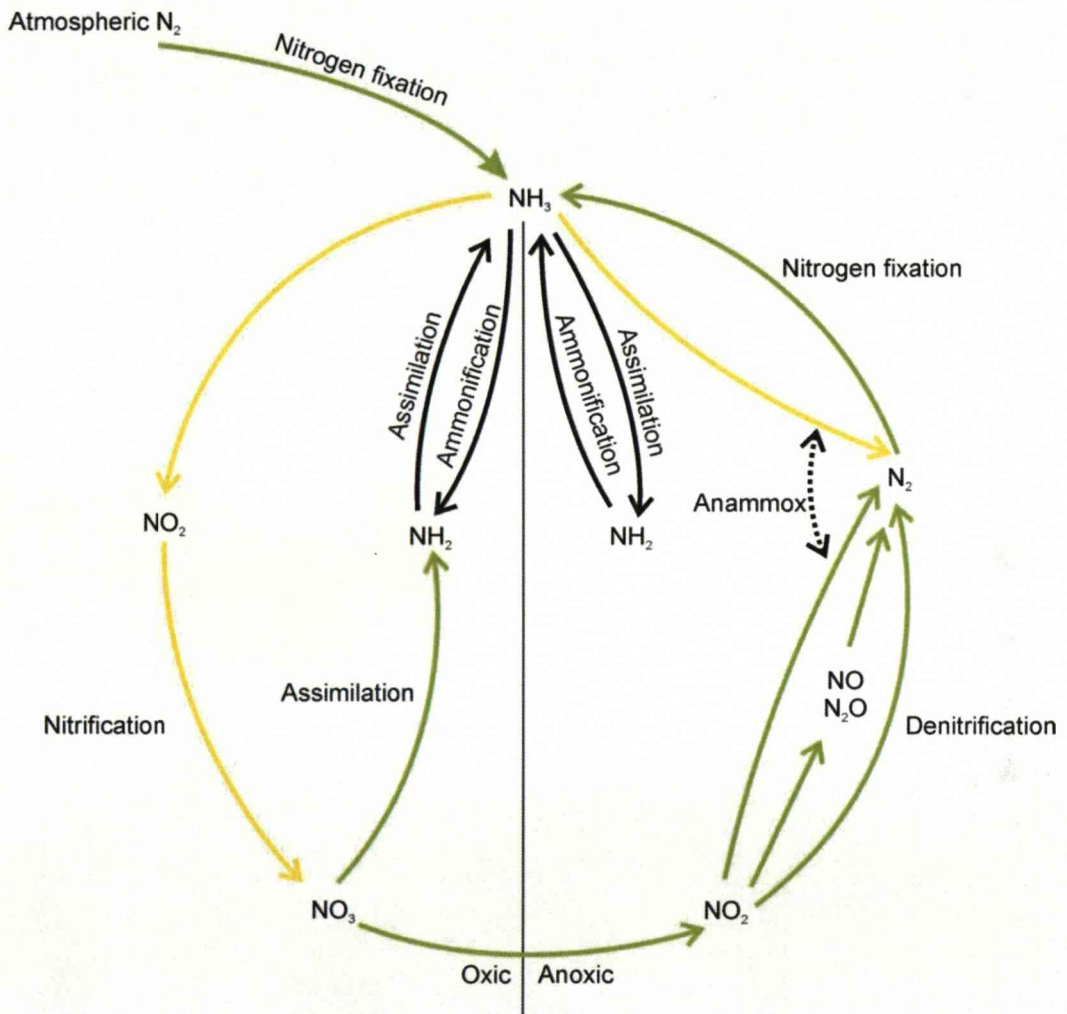 Atmospheric N₂
Nitrogen fixation
NH₃
Nitrogen fixation
Assimilation
Ammonification
Ammonification
Assimilation
N₂
Anammox
NO₂
NH₂
NH₂
NO
N₂O
Assimilation
Nitrification
Denitrification
NO₃
NO₂
Oxic
Anoxic